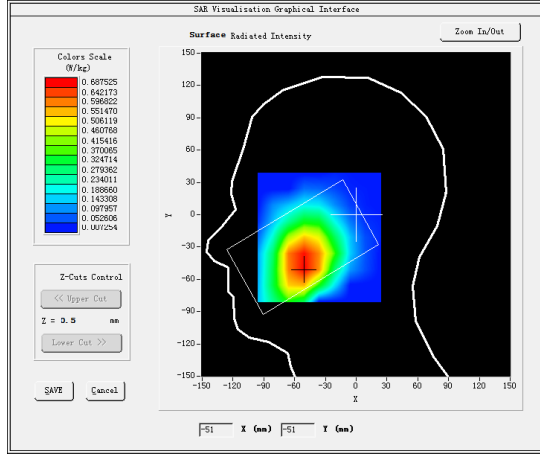 SAR Visualisation Graphical Interface
Surface Radiated Intensity
Zoom In/Out
Colors Scale
(W/kg)
0.687525
0.642173
0.596822
0.551470
0.506119
0.460768
0.415416
0.370065
0.324714
0.279362
0.234011
0.188660
0.143308
0.097957
0.052606
0.007254
Z-Cuts Control
<< Upper Cut
Z = 0.5 mm
Lower Cut >>
SAVE
Cancel
150-
120-
90-
60-
30-
0-
-30-
-60-
-90-
-120-
-150-
Y
-150 -120 -90 -60 -30 0 30 60 90 120 150
X
-51 X (mm) -51 Y (mm)